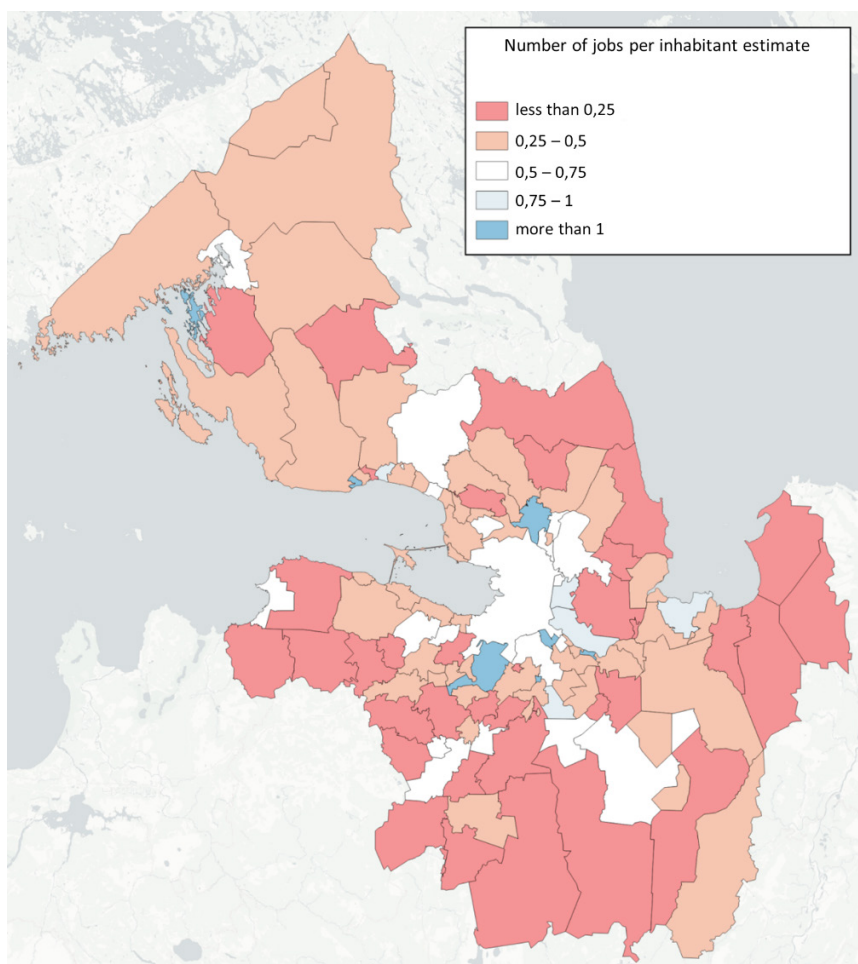 Number of jobs per inhabitant estimate
less than 0,25
0,25 – 0,5
0,5 – 0,75
0,75 – 1
more than 1